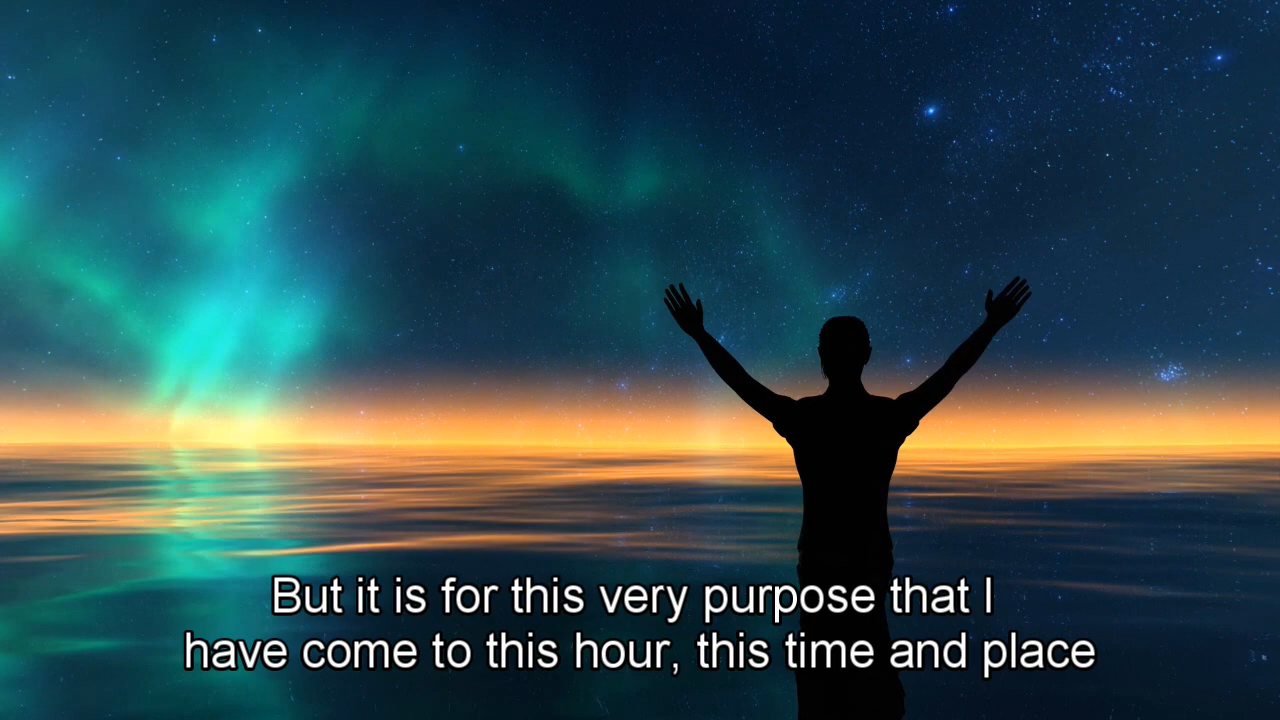 But it is for this very purpose that I
have come to this hour, this time and place